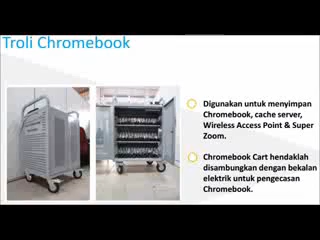 Troli Chromebook
Digunakan untuk menyimpan
Chromebook, cache server,
Wireless Access Point & Super
Zoom.
Chromebook Cart hendaklah
disambungkan dengan bekalan
elektrik untuk pengecasan
Chromebook.